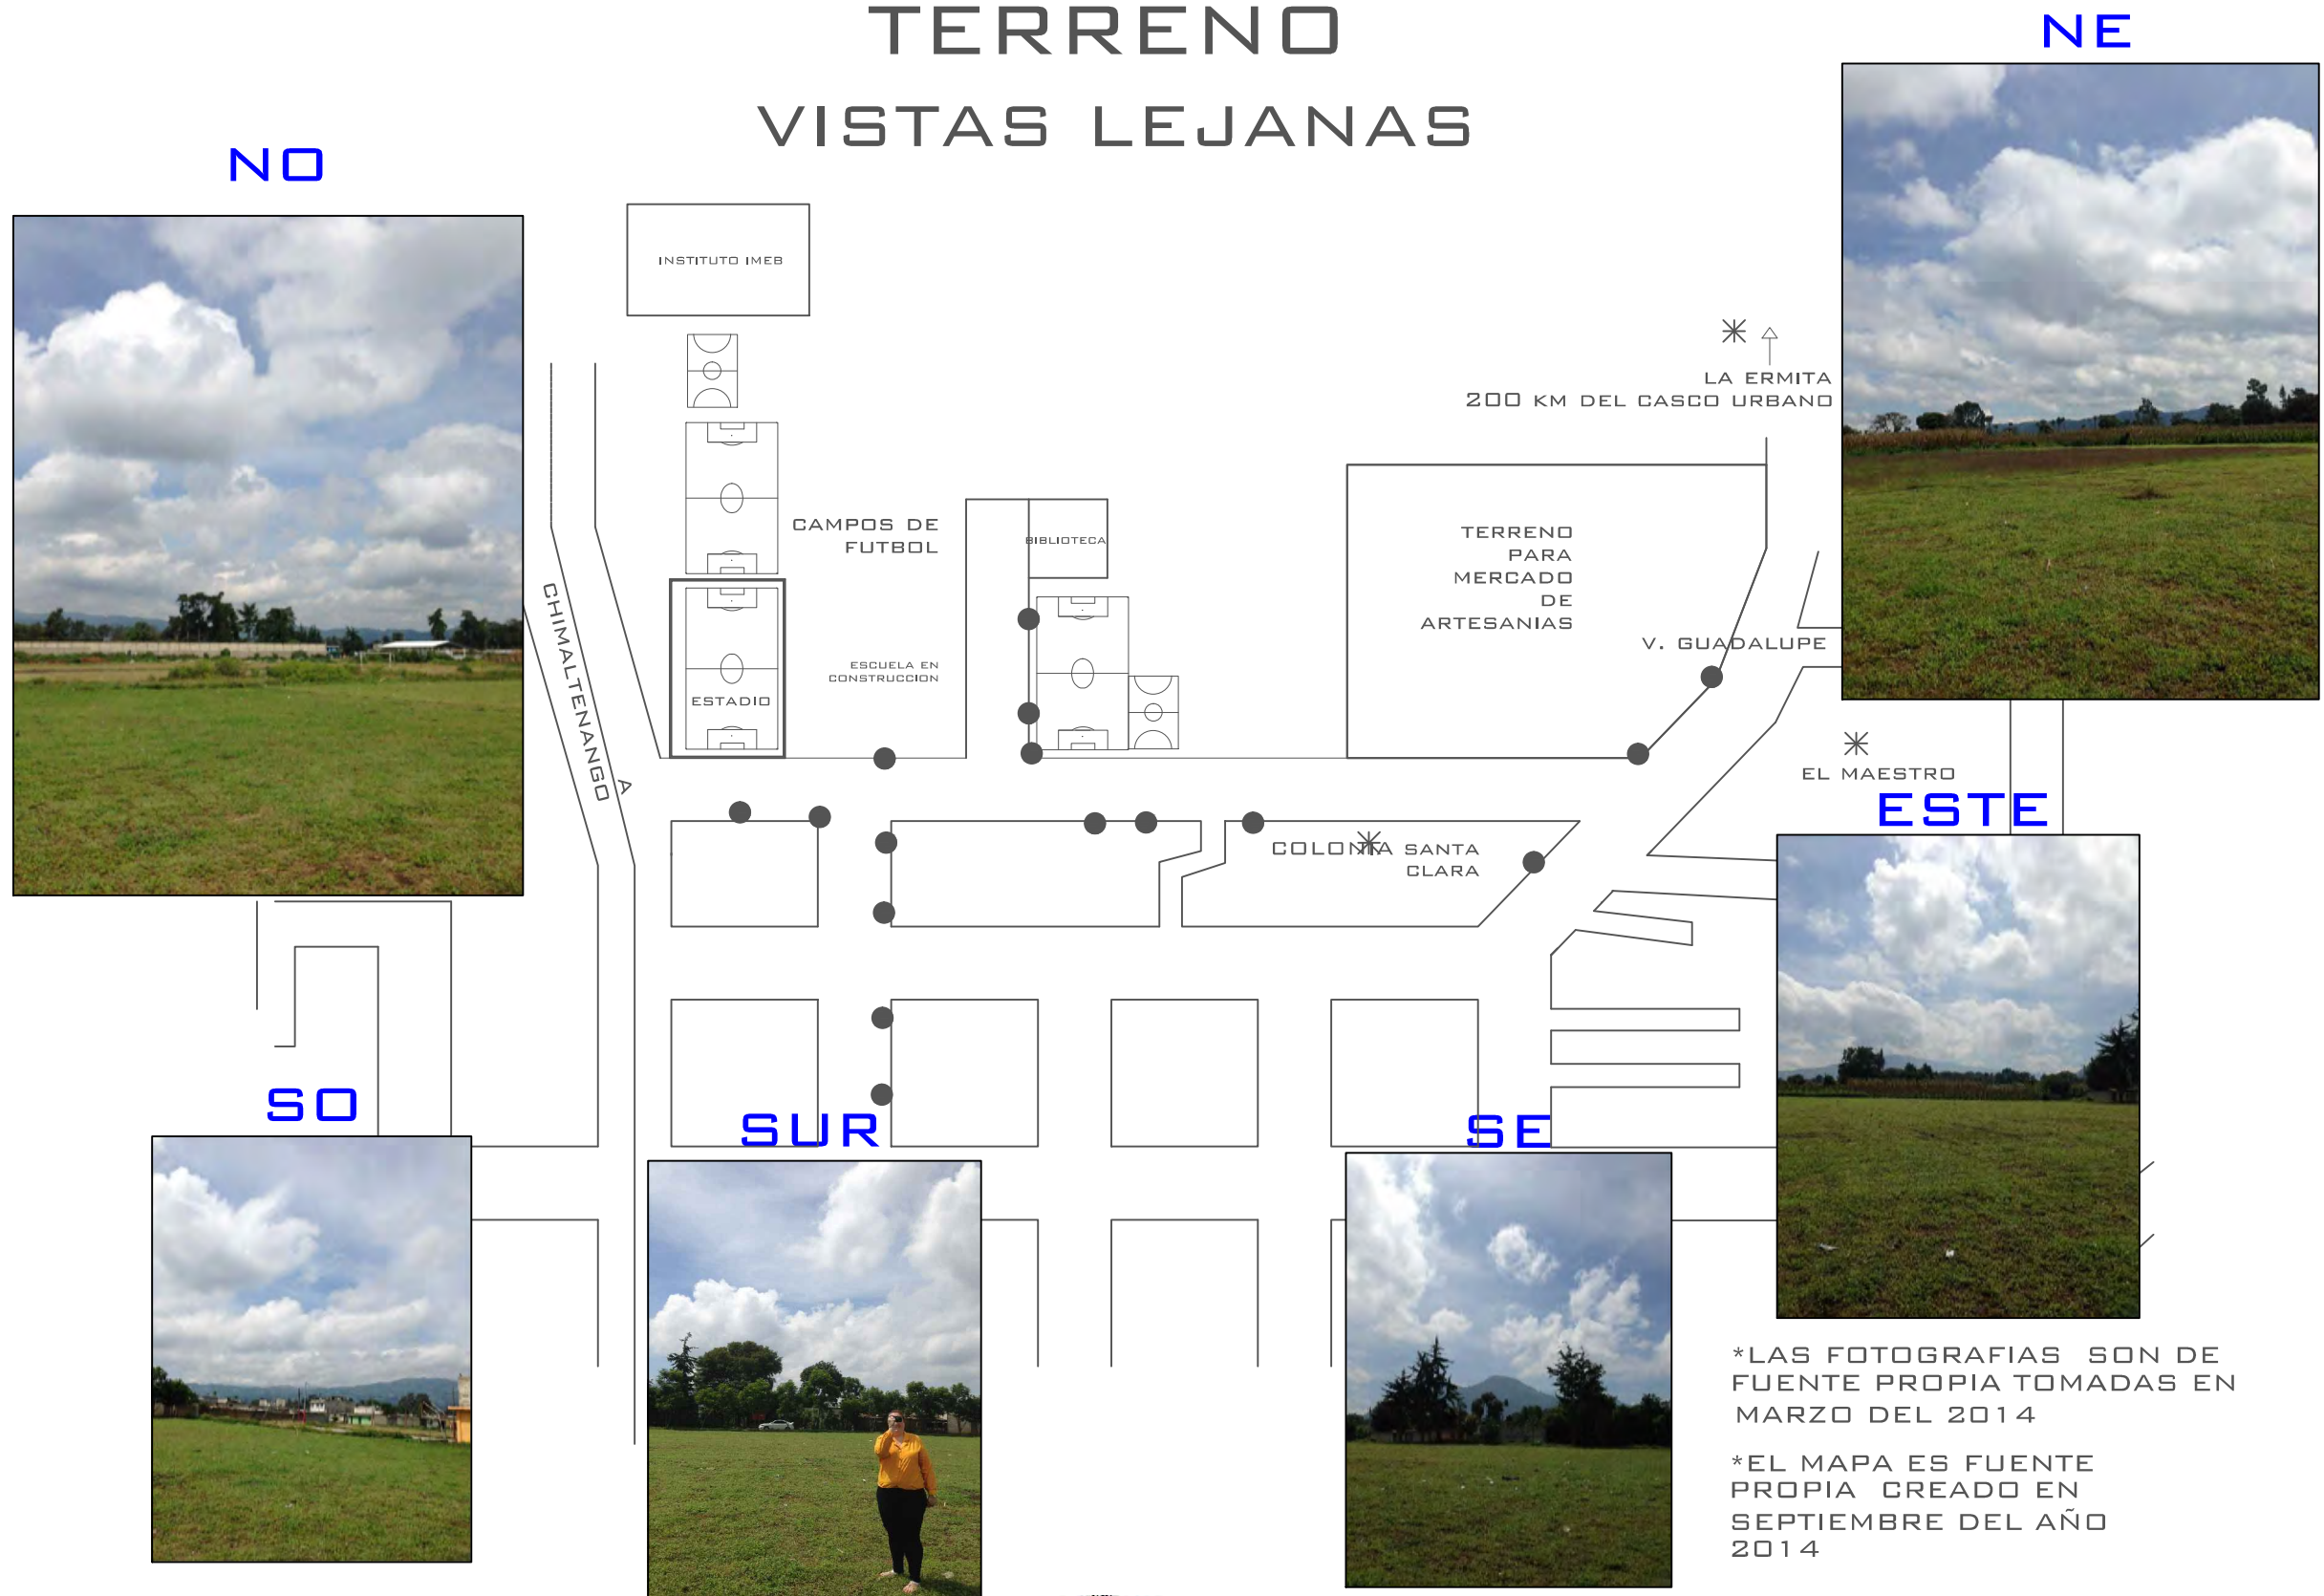 TERRENO
VISTAS LEJANAS
NE
NO
INSTITUTO IMEB
LA ERMITA
200 KM DEL CASCO URBANO
CAMPOS DE
FUTBOL
BIBLIOTECA
TERRENO
PARA
MERCADO
DE
ARTESANIAS
V. GUADALUPE
ESCUELA EN
CONSTRUCCION
ESTADIO
A
CHIMALTENANGO
EL MAESTRO
ESTE
COLONIA SANTA
CLARA
SO
SUR
SE
*LAS FOTOGRAFIAS SON DE
FUENTE PROPIA TOMADAS EN
MARZO DEL 2014
*EL MAPA ES FUENTE
PROPIA CREADO EN
SEPTIEMBRE DEL AÑO
2014